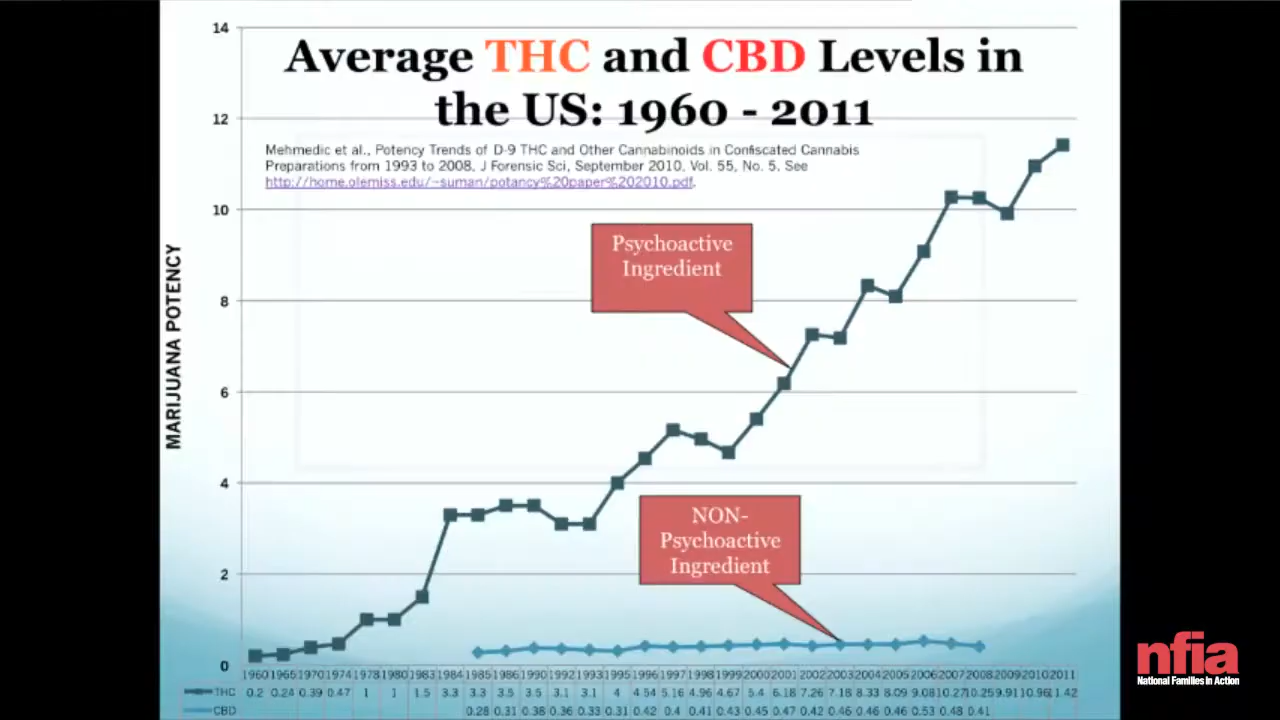 Average THC and CBD Levels in
the US: 1960 - 2011
Mehmedic et al., Potency Trends of D-9 THC and Other Cannabinoids in Confiscated Cannabis
Preparations from 1993 to 2008, J Forensic Sci, September 2010, Vol. 55, No. 5. See
http://home.olemiss.edu/~suman/potancy%20paper%202010.pdf.
MARIJUANA POTENCY
14
12
10
8
6
4
2
0
Psychoactive
Ingredient
NON-
Psychoactive
Ingredient
1960 1965 1970 1974 1978 1980 1983 1984 1985 1986 1990 1992 1993 1995 1996 1997 1998 1999 2000 2001 2002 2003 2004 2005 2006 2007 2008 2009 2010 2011
THC 0.2 0.24 0.39 0.47 1 1 1.5 3.3 3.3 3.5 3.5 3.1 3.1 4 4.54 5.16 4.96 4.67 5.4 6.18 7.26 7.18 8.33 8.09 9.08 10.27 10.25 9.91 10.96 11.42
CBD 0.28 0.31 0.38 0.36 0.33 0.31 0.42 0.4 0.41 0.43 0.45 0.47 0.42 0.46 0.46 0.46 0.53 0.48 0.41
nfia
National Families in Action